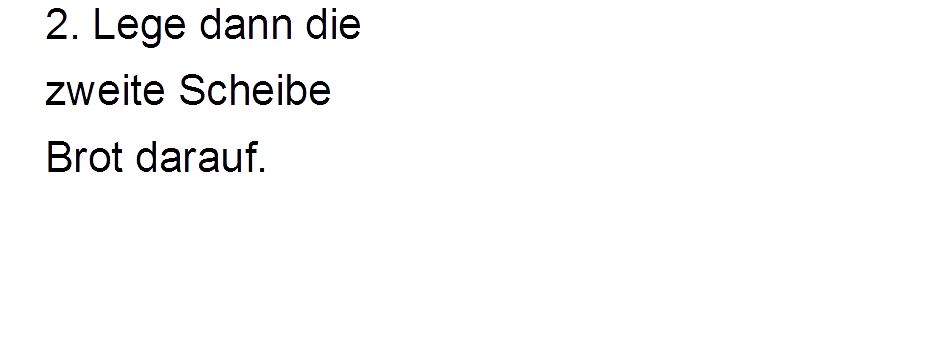 2. Lege dann die
zweite Scheibe
Brot darauf.